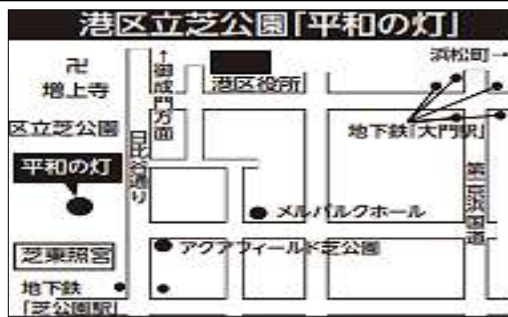 港区立芝公園「平和の灯」
卍
増上寺
↑御成門方面
港区役所
浜松町→
区立芝公園
日比谷通り
地下鉄「大門駅」
平和の灯
第一京浜国道
メルパルクホール
芝東照宮
アクアフィールド芝公園
地下鉄
「芝公園駅」